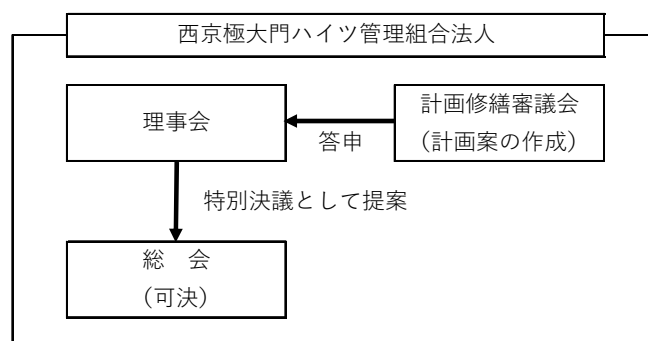 西京極大門ハイツ管理組合法人
理事会
計画修繕審議会
（計画案の作成）
答申
特別決議として提案
総　会
（可決）